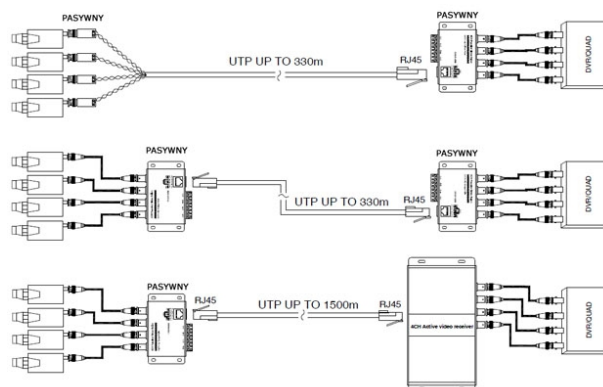 PASYWNY
PASYWNY
UTP UP TO 330m
RJ45
DVR/QUAD
PASYWNY
PASYWNY
UTP UP TO 330m
RJ45
DVR/QUAD
PASYWNY
RJ45
UTP UP TO 1500m
RJ45
4CH Active video receiver
DVR/QUAD